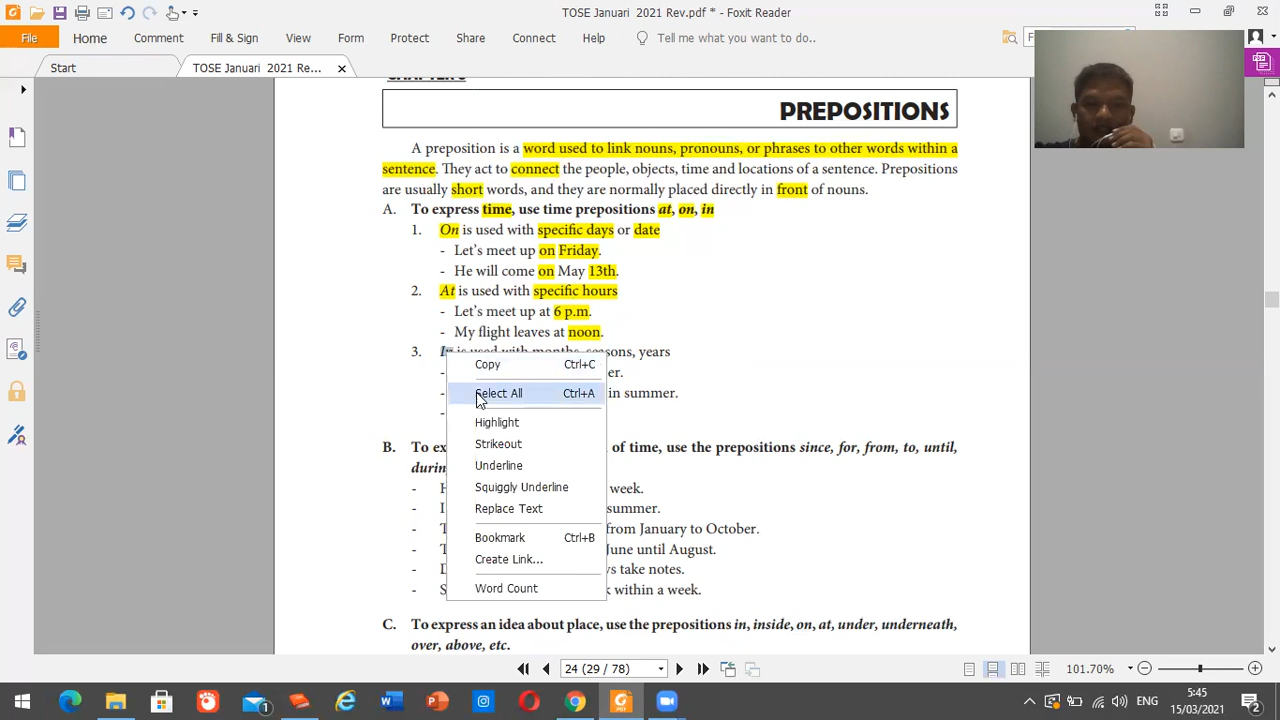 TOSE Januari 2021 Rev.pdf * - Foxit Reader
File Home Comment Fill & Sign View Form Protect Share Connect Help Tell me what you want to do...
Start TOSE Januari 2021 Rev... ×
PREPOSITIONS
A preposition is a word used to link nouns, pronouns, or phrases to other words within a
sentence. They act to connect the people, objects, time and locations of a sentence. Prepositions
are usually short words, and they are normally placed directly in front of nouns.
A. To express time, use time prepositions at, on, in
1. On is used with specific days or date
- Let's meet up on Friday.
- He will come on May 13th.
2. At is used with specific hours
- Let's meet up at 6 p.m.
- My flight leaves at noon.
3. In is used with months, seasons, years
- er.
- in summer.
-
B. To ex of time, use the prepositions since, for, from, to, until,
durin
- H week.
- I summer.
- T from January to October.
- T June until August.
- D ys take notes.
- S k within a week.
C. To express an idea about place, use the prepositions in, inside, on, at, under, underneath,
over, above, etc.
Copy Ctrl+C
Select All Ctrl+A
Highlight
Strikeout
Underline
Squiggly Underline
Replace Text
Bookmark Ctrl+B
Create Link...
Word Count
24 (29 / 78) 101.70%
ENG 5:45
15/03/2021
1
2